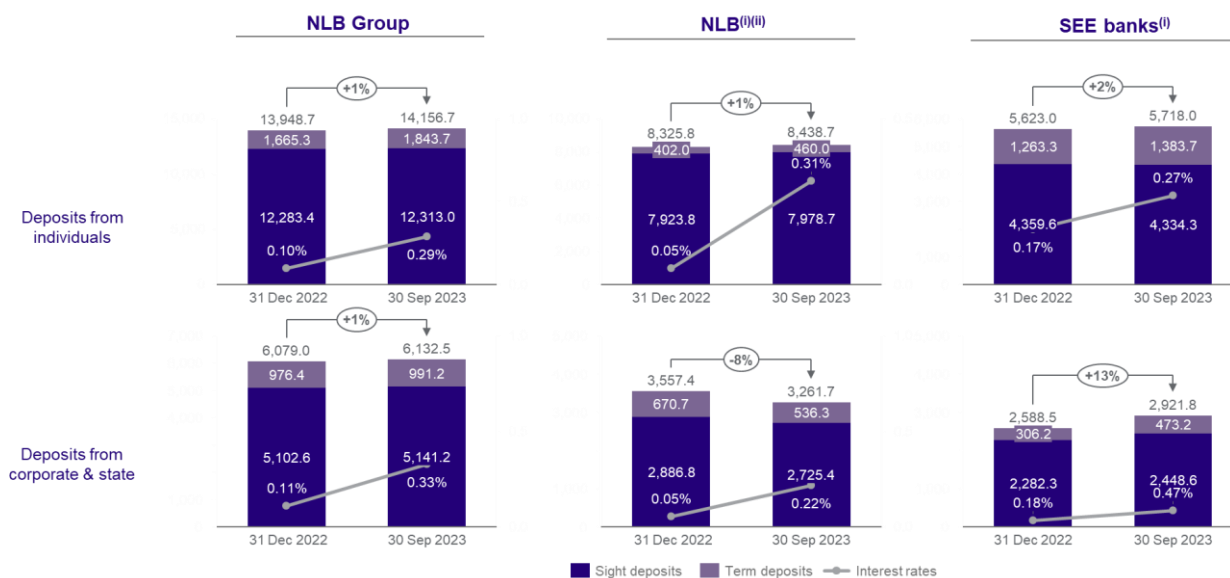 NLB Group
NLB(i)(ii)
SEE banks(i)
Deposits from
individuals
+1%
13,948.7
14,156.7
1,665.3
1,843.7
12,283.4
12,313.0
0.10%
0.29%
31 Dec 2022
30 Sep 2023
+1%
8,325.8
8,438.7
402.0
460.0
0.31%
7,923.8
7,978.7
0.05%
31 Dec 2022
30 Sep 2023
+2%
5,623.0
5,718.0
1,263.3
1,383.7
0.27%
4,359.6
4,334.3
0.17%
31 Dec 2022
30 Sep 2023
Deposits from
corporate & state
+1%
6,079.0
6,132.5
976.4
991.2
5,102.6
5,141.2
0.11%
0.33%
31 Dec 2022
30 Sep 2023
-8%
3,557.4
3,261.7
670.7
536.3
2,886.8
2,725.4
0.05%
0.22%
31 Dec 2022
30 Sep 2023
+13%
2,588.5
2,921.8
306.2
473.2
2,282.3
2,448.6
0.18%
0.47%
31 Dec 2022
30 Sep 2023
Sight deposits
Term deposits
Interest rates